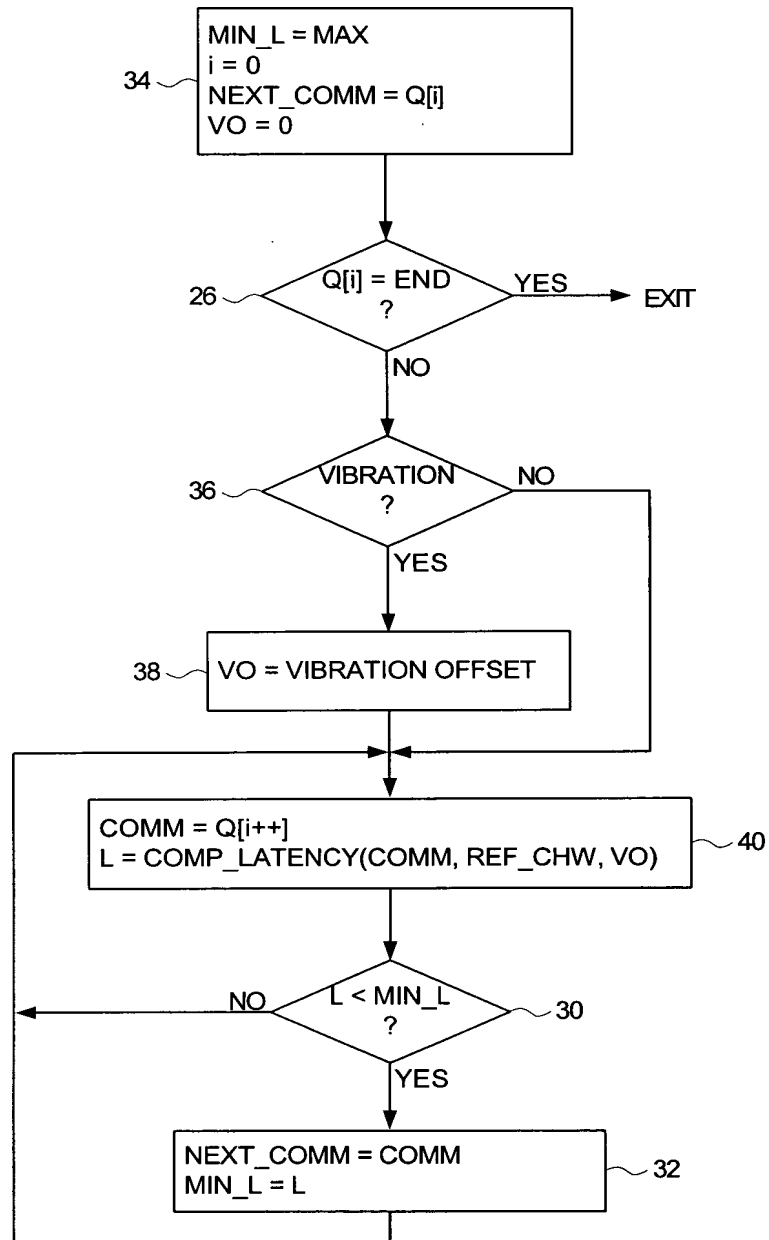 MIN_L = MAX
i = 0
NEXT_COMM = Q[i]
VO = 0
34
Q[i] = END
?
26
YES
EXIT
NO
VIBRATION
?
36
NO
YES
VO = VIBRATION OFFSET
38
COMM = Q[i++]
L = COMP_LATENCY(COMM, REF_CHW, VO)
40
L < MIN_L
?
NO
30
YES
NEXT_COMM = COMM
MIN_L = L
32